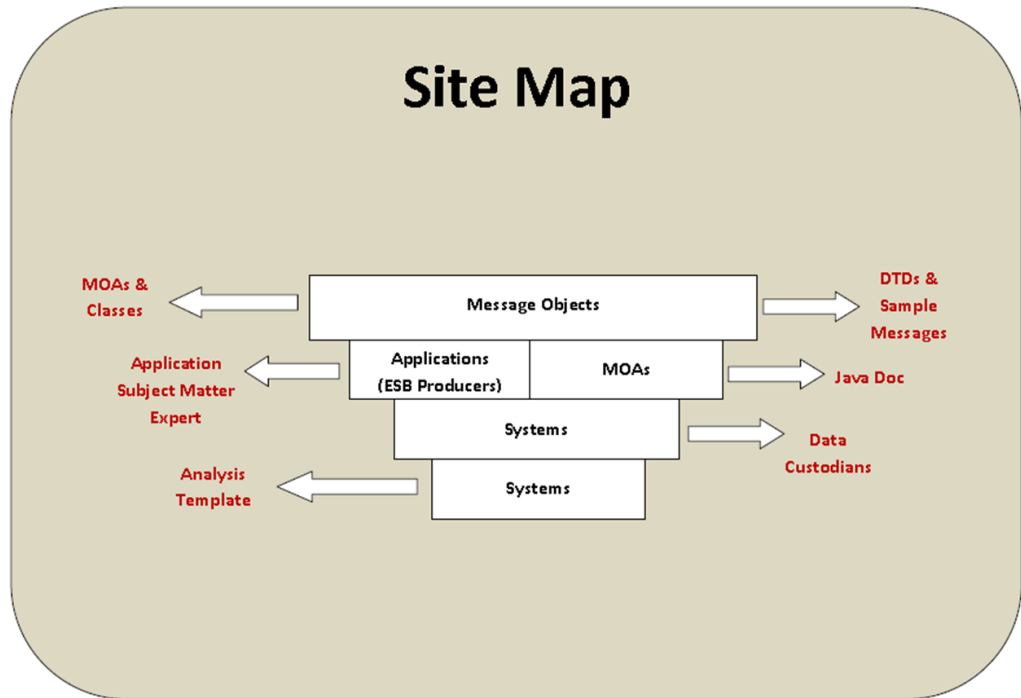 Site Map
MOAs &
Classes
Message Objects
DTDs &
Sample
Messages
Application
Subject Matter
Expert
Applications
(ESB Producers)
MOAs
Java Doc
Systems
Data
Custodians
Analysis
Template
Systems